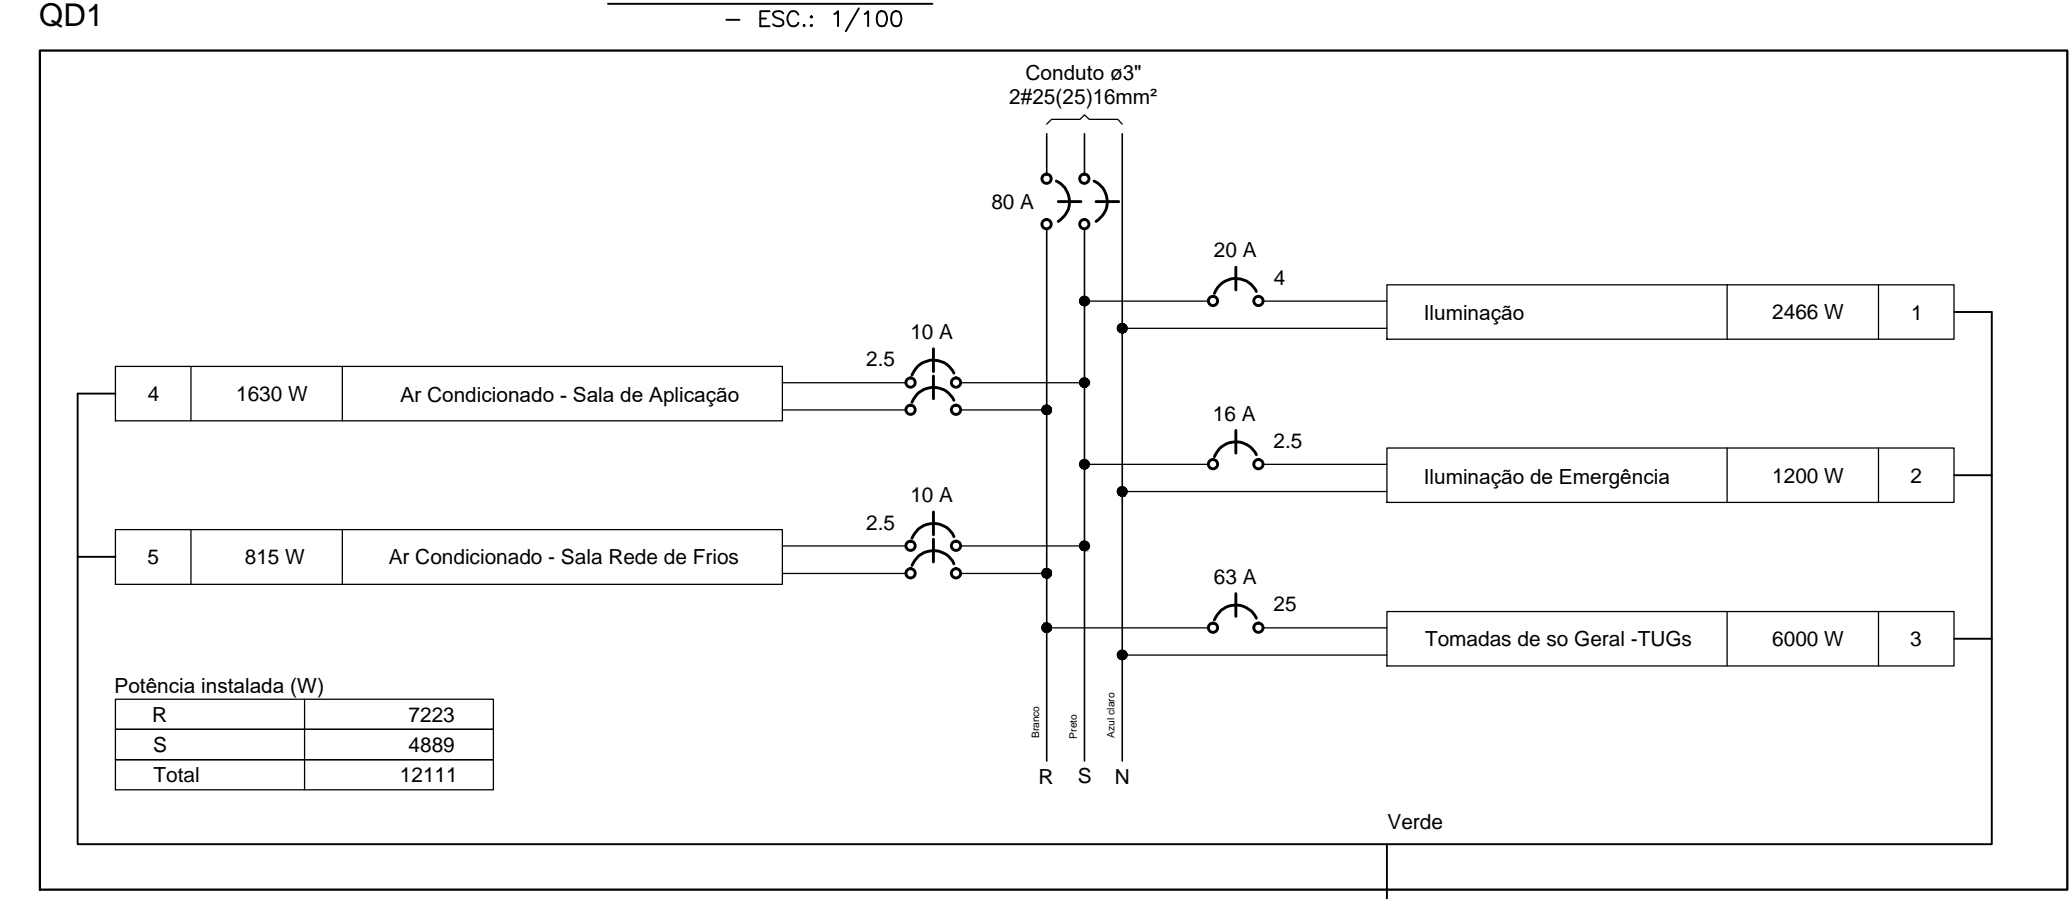 QD1
– ESC.: 1/100
Conduto ø3"
2#25(25)16mm²
80 A
20 A
4
Iluminação 2466 W 1
10 A
2.5
4 1630 W Ar Condicionado - Sala de Aplicação
16 A
2.5
Iluminação de Emergência 1200 W 2
10 A
2.5
5 815 W Ar Condicionado - Sala Rede de Frios
63 A
25
Tomadas de so Geral -TUGs 6000 W 3
Potência instalada (W)
R 7223
S 4889
Total 12111
Branco
Preto
Azul claro
R S N
Verde